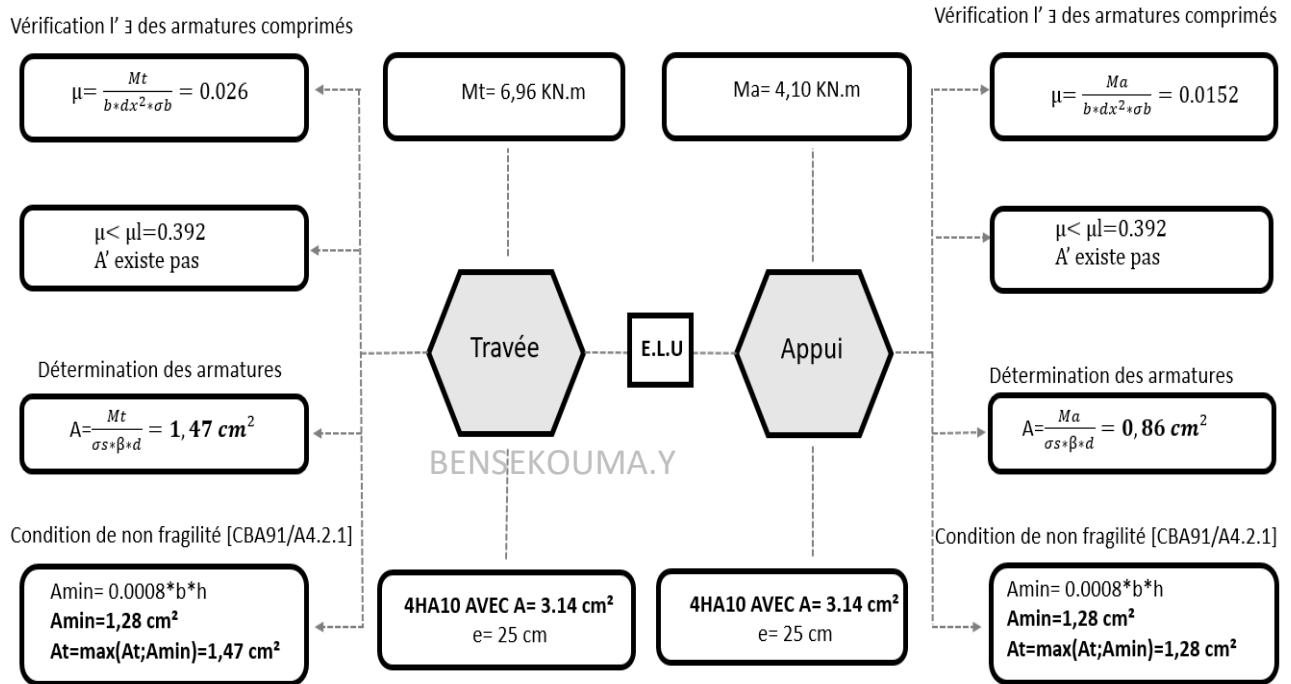 Vérification l' ∃ des armatures comprimés
μ= Mt / b*dx²*σb = 0.026
μ< μl=0.392
A' existe pas
Détermination des armatures
A= Mt / σs*β*d = 1,47 cm²
Condition de non fragilité [CBA91/A4.2.1]
Amin= 0.0008*b*h
Amin=1,28 cm²
At=max(At;Amin)=1,47 cm²
Mt= 6,96 KN.m
Travée
BENSEKOUMA.Y
4HA10 AVEC A= 3.14 cm²
e= 25 cm
E.L.U
Ma= 4,10 KN.m
Appui
4HA10 AVEC A= 3.14 cm²
e= 25 cm
Vérification l' ∃ des armatures comprimés
μ= Ma / b*dx²*σb = 0.0152
μ< μl=0.392
A' existe pas
Détermination des armatures
A= Ma / σs*β*d = 0,86 cm²
Condition de non fragilité [CBA91/A4.2.1]
Amin= 0.0008*b*h
Amin=1,28 cm²
At=max(At;Amin)=1,28 cm²